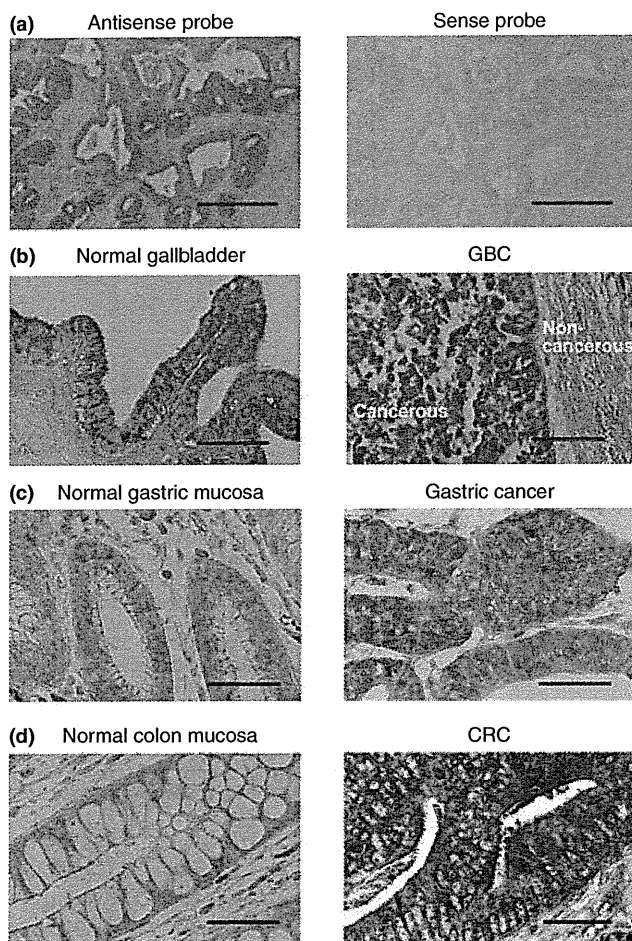 (a) Antisense probe Sense probe
(b) Normal gallbladder GBC
Non-
cancerous
Cancerous
(c) Normal gastric mucosa Gastric cancer
(d) Normal colon mucosa CRC